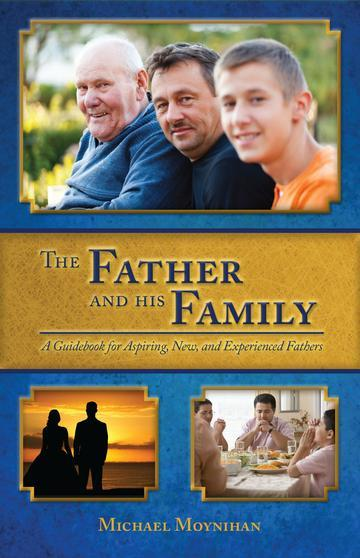 The Father
and his Family
A Guidebook for Aspiring, New, and Experienced Fathers
Michael Moynihan